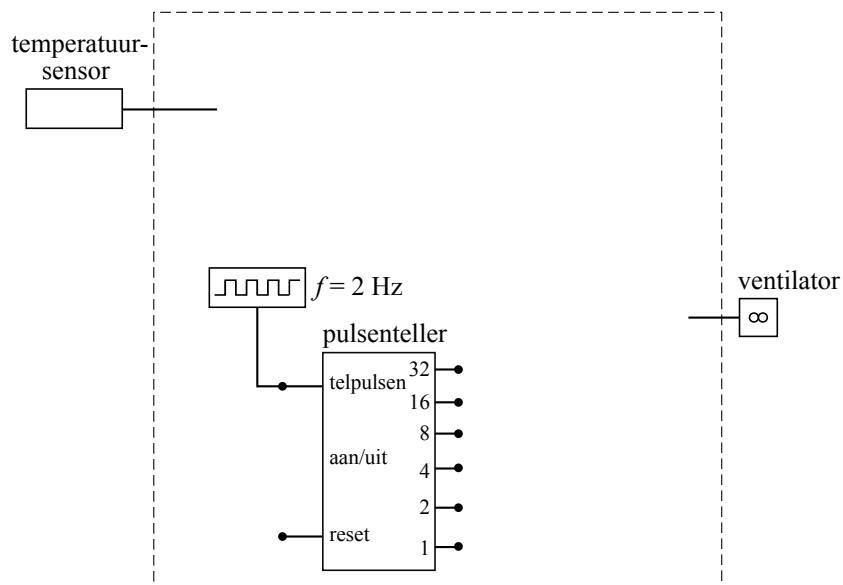 temperatuur-
sensor
f = 2 Hz
ventilator
∞
pulsenteller
telpulsen
aan/uit
reset
32
16
8
4
2
1